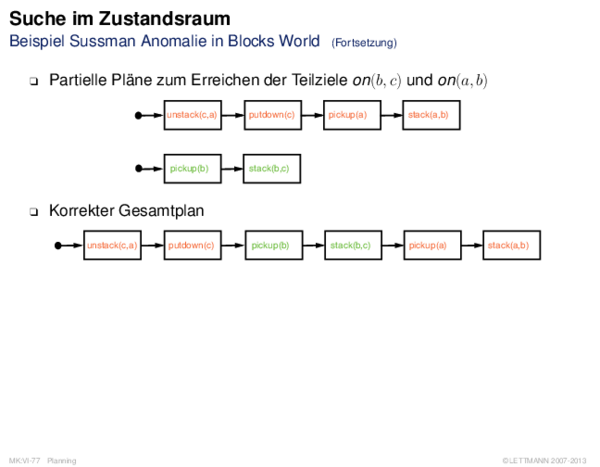 Suche im Zustandsraum
Beispiel Sussman Anomalie in Blocks World (Fortsetzung)
❑ Partielle Pläne zum Erreichen der Teilziele on(b, c) und on(a, b)
unstack(c,a) putdown(c) pickup(a) stack(a,b)
pickup(b) stack(b,c)
❑ Korrekter Gesamtplan
unstack(c,a) putdown(c) pickup(b) stack(b,c) pickup(a) stack(a,b)
MK:VI-77 Planning ©LETTMANN 2007-2013